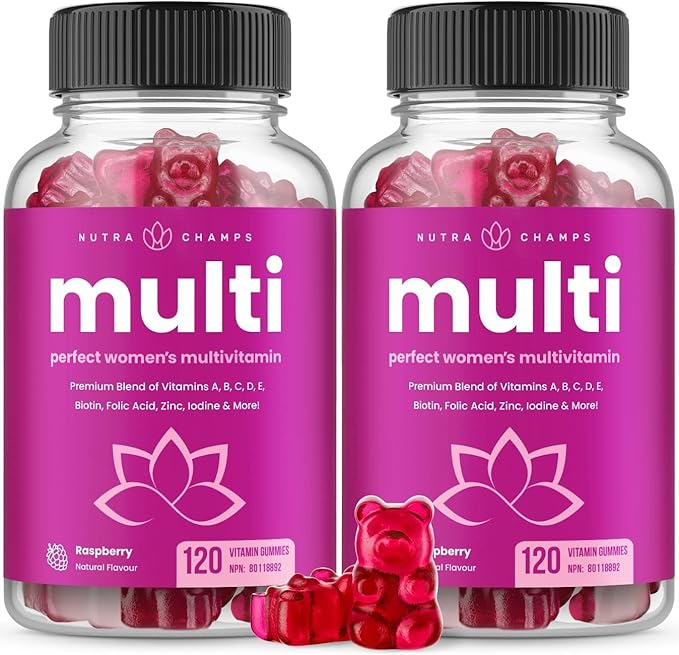 NUTRA CHAMPS
multi
perfect women's multivitamin
Premium Blend of Vitamins A, B, C, D, E,
Biotin, Folic Acid, Zinc, Iodine & More!
Raspberry
Natural Flavour
120 VITAMIN GUMMIES
NPN: 80118892
NUTRA CHAMPS
multi
perfect women's multivitamin
Premium Blend of Vitamins A, B, C, D, E,
Biotin, Folic Acid, Zinc, Iodine & More!
pberry
al Flavour
120 VITAMIN GUMMIES
NPN: 80118892